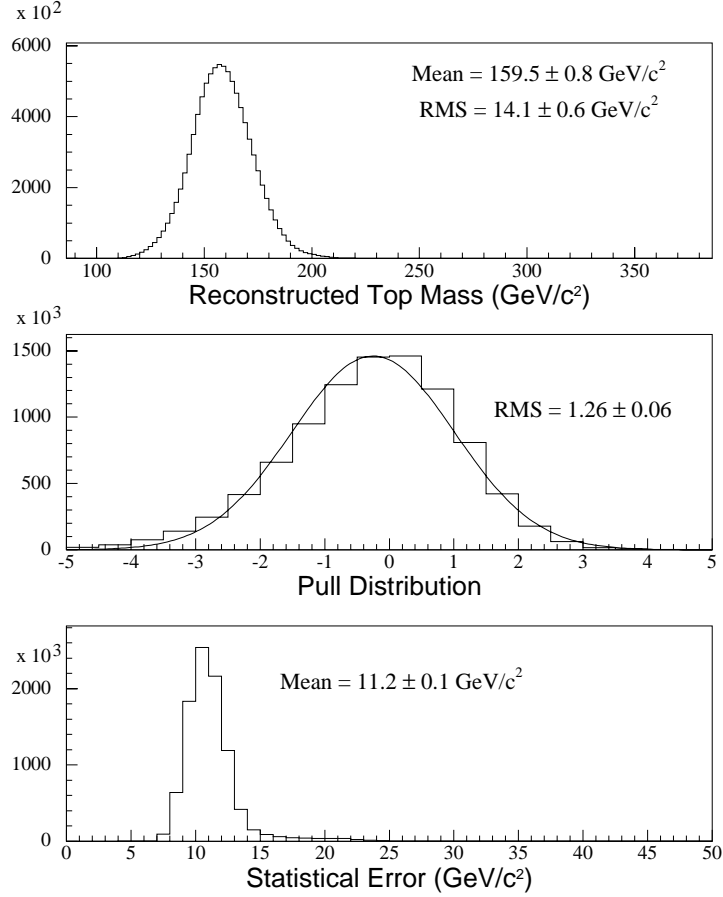 x 10²
6000
4000
2000
0
Mean = 159.5 ± 0.8 GeV/c²
RMS = 14.1 ± 0.6 GeV/c²
100 150 200 250 300 350
Reconstructed Top Mass (GeV/c²)
x 10³
1500
1000
500
0
RMS = 1.26 ± 0.06
-5 -4 -3 -2 -1 0 1 2 3 4 5
Pull Distribution
x 10³
2000
1000
0
Mean = 11.2 ± 0.1 GeV/c²
0 5 10 15 20 25 30 35 40 45 50
Statistical Error (GeV/c²)